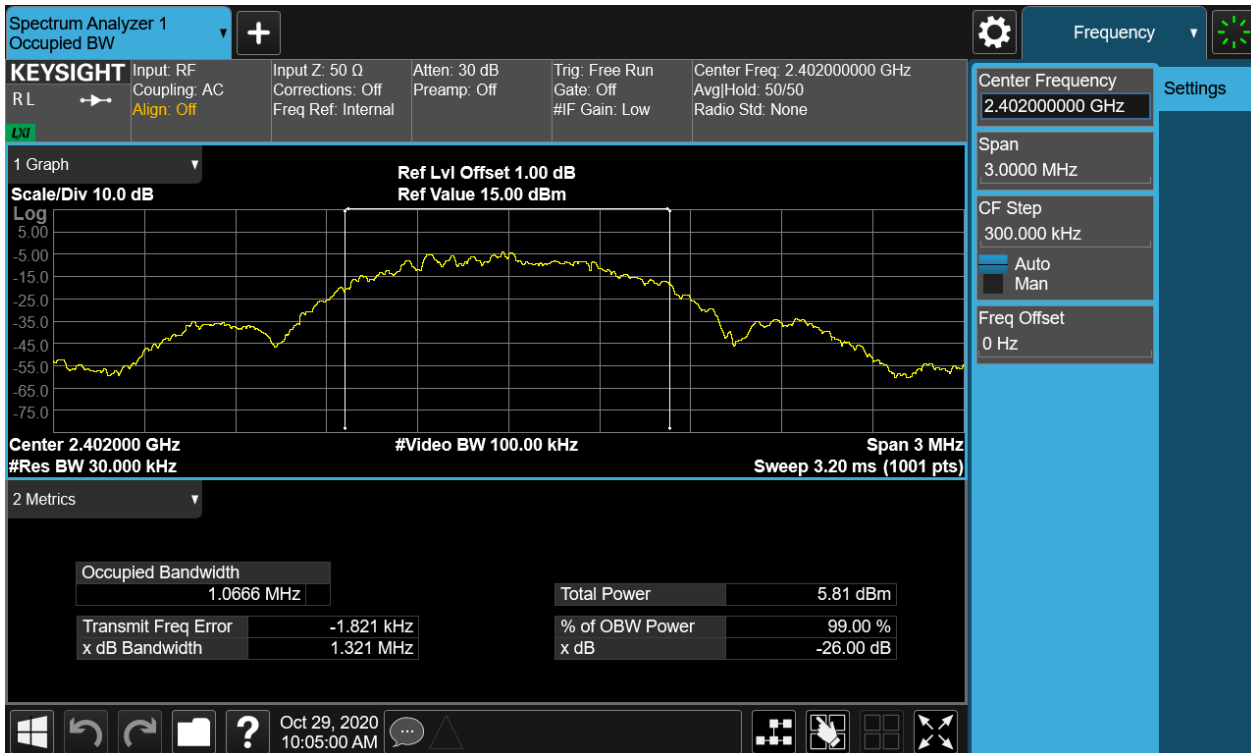 Spectrum Analyzer 1
Occupied BW
Frequency
KEYSIGHT
R L
LXI
Input: RF
Coupling: AC
Align: Off
Input Z: 50 Ω
Corrections: Off
Freq Ref: Internal
Atten: 30 dB
Preamp: Off
Trig: Free Run
Gate: Off
#IF Gain: Low
Center Freq: 2.402000000 GHz
Avg|Hold: 50/50
Radio Std: None
Center Frequency
2.402000000 GHz
Settings
Span
3.0000 MHz
CF Step
300.000 kHz
Auto
Man
Freq Offset
0 Hz
1 Graph
Scale/Div 10.0 dB
Ref Lvl Offset 1.00 dB
Ref Value 15.00 dBm
Log
5.00
-5.00
-15.0
-25.0
-35.0
-45.0
-55.0
-65.0
-75.0
Center 2.402000 GHz
#Video BW 100.00 kHz
Span 3 MHz
#Res BW 30.000 kHz
Sweep 3.20 ms (1001 pts)
2 Metrics
Occupied Bandwidth
1.0666 MHz
Total Power 5.81 dBm
Transmit Freq Error -1.821 kHz
% of OBW Power 99.00 %
x dB Bandwidth 1.321 MHz
x dB -26.00 dB
?
Oct 29, 2020
10:05:00 AM